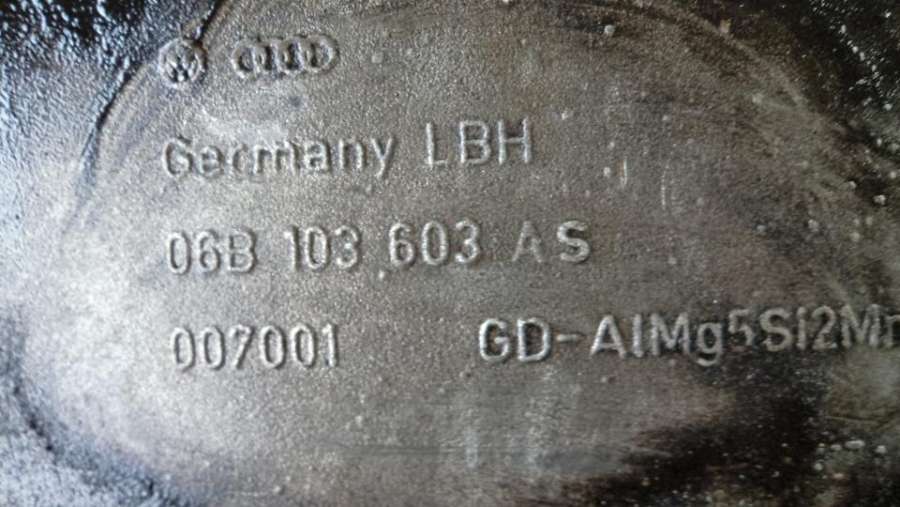 Germany LBH
06B 103 603 AS
007001 GD-AlMg5Si2Mn